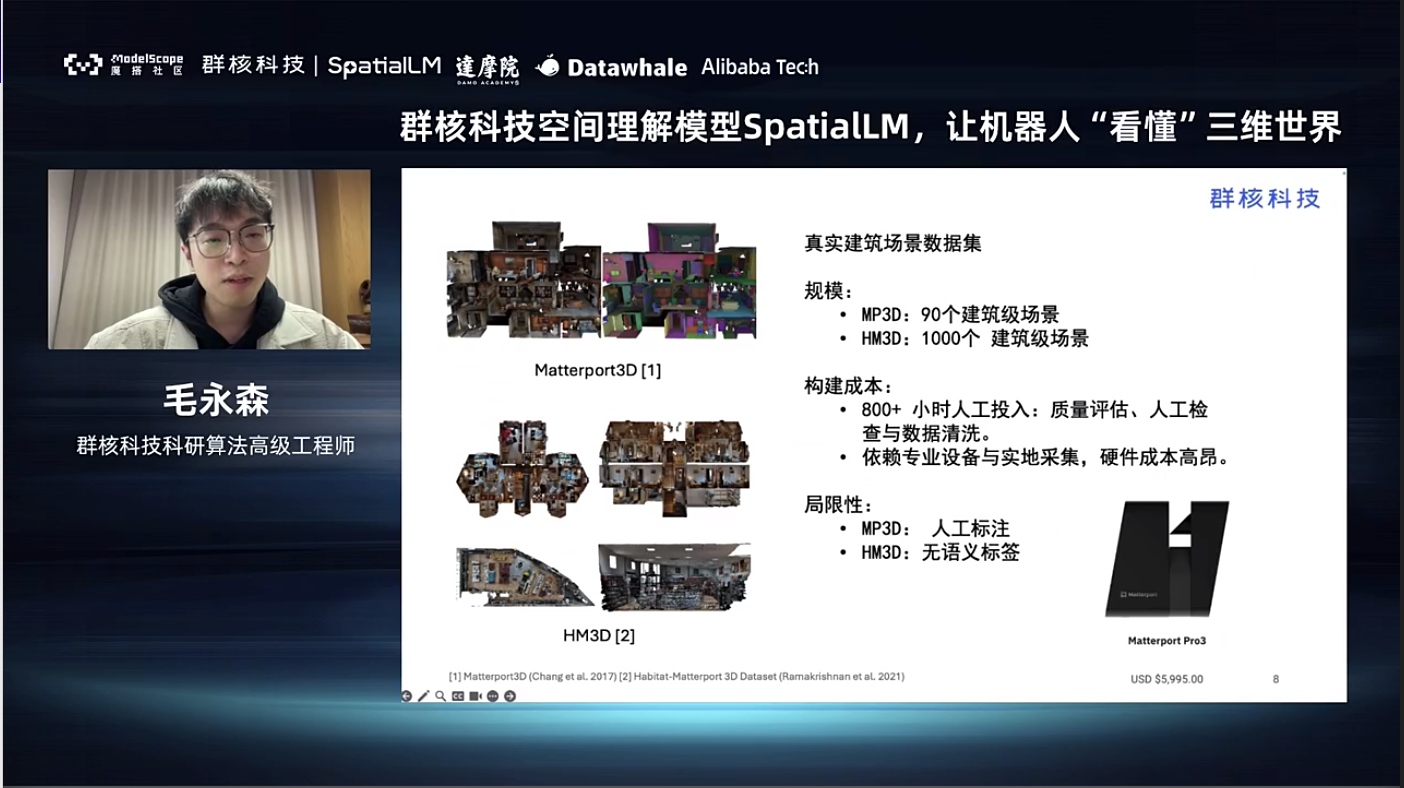 ModelScope
魔搭社区
群核科技 | SpatialLM
達摩院
DAMO ACADEMY
Datawhale
Alibaba Tech
群核科技空间理解模型SpatialLM，让机器人“看懂”三维世界
毛永森
群核科技科研算法高级工程师
群核科技
Matterport3D [1]
HM3D [2]
真实建筑场景数据集
规模：
• MP3D：90个建筑级场景
• HM3D：1000个 建筑级场景
构建成本：
• 800+ 小时人工投入：质量评估、人工检
查与数据清洗。
• 依赖专业设备与实地采集，硬件成本高昂。
局限性：
• MP3D： 人工标注
• HM3D：无语义标签
Matterport
Matterport Pro3
USD $5,995.00
[1] Matterport3D (Chang et al. 2017) [2] Habitat-Matterport 3D Dataset (Ramakrishnan et al. 2021)
8
CC